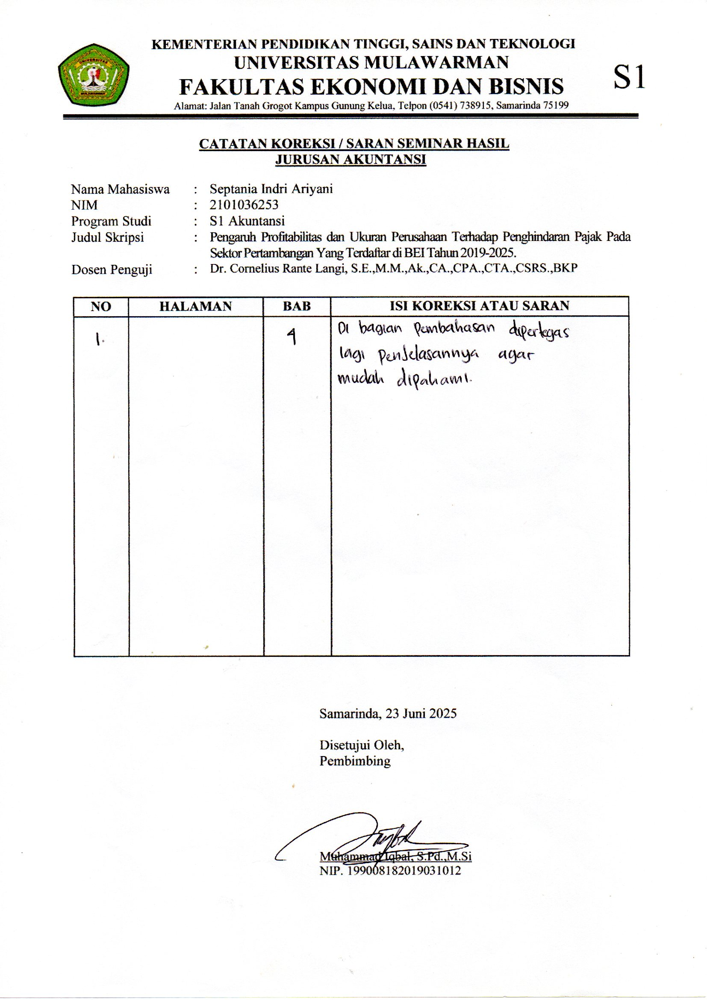 KEMENTERIAN PENDIDIKAN TINGGI, SAINS DAN TEKNOLOGI
UNIVERSITAS MULAWARMAN
FAKULTAS EKONOMI DAN BISNIS
S1
Alamat: Jalan Tanah Grogot Kampus Gunung Kelua, Telpon (0541) 738915, Samarinda 75199
CATATAN KOREKSI / SARAN SEMINAR HASIL
JURUSAN AKUNTANSI
Nama Mahasiswa : Septania Indri Ariyani
NIM : 2101036253
Program Studi : S1 Akuntansi
Judul Skripsi : Pengaruh Profitabilitas dan Ukuran Perusahaan Terhadap Penghindaran Pajak Pada
Sektor Pertambangan Yang Terdaftar di BEI Tahun 2019-2025.
Dosen Penguji : Dr. Cornelius Rante Langi, S.E.,M.M.,Ak.,CA.,CPA.,CTA.,CSRS.,BKP
NO HALAMAN BAB ISI KOREKSI ATAU SARAN
1. 4 Di bagian Pembahasan dipertegas
lagi Penjelasannya agar
mudah dipahami.
Samarinda, 23 Juni 2025
Disetujui Oleh,
Pembimbing
Muhammad Iqbal, S.Pd.,M.Si
NIP. 199008182019031012